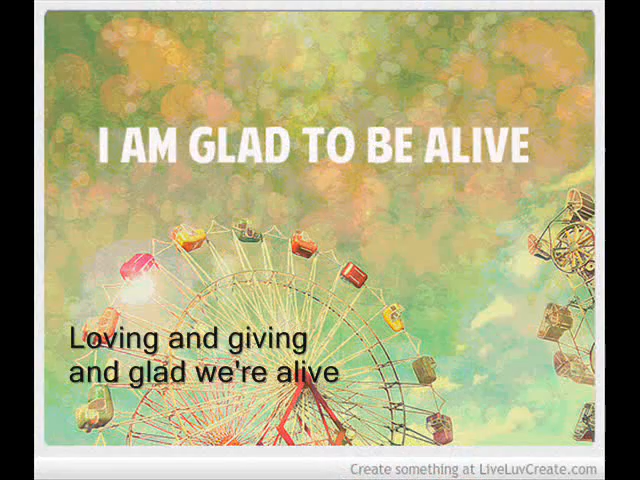 I AM GLAD TO BE ALIVE
Loving and giving
and glad we're alive
Create something at LiveLuvCreate.com